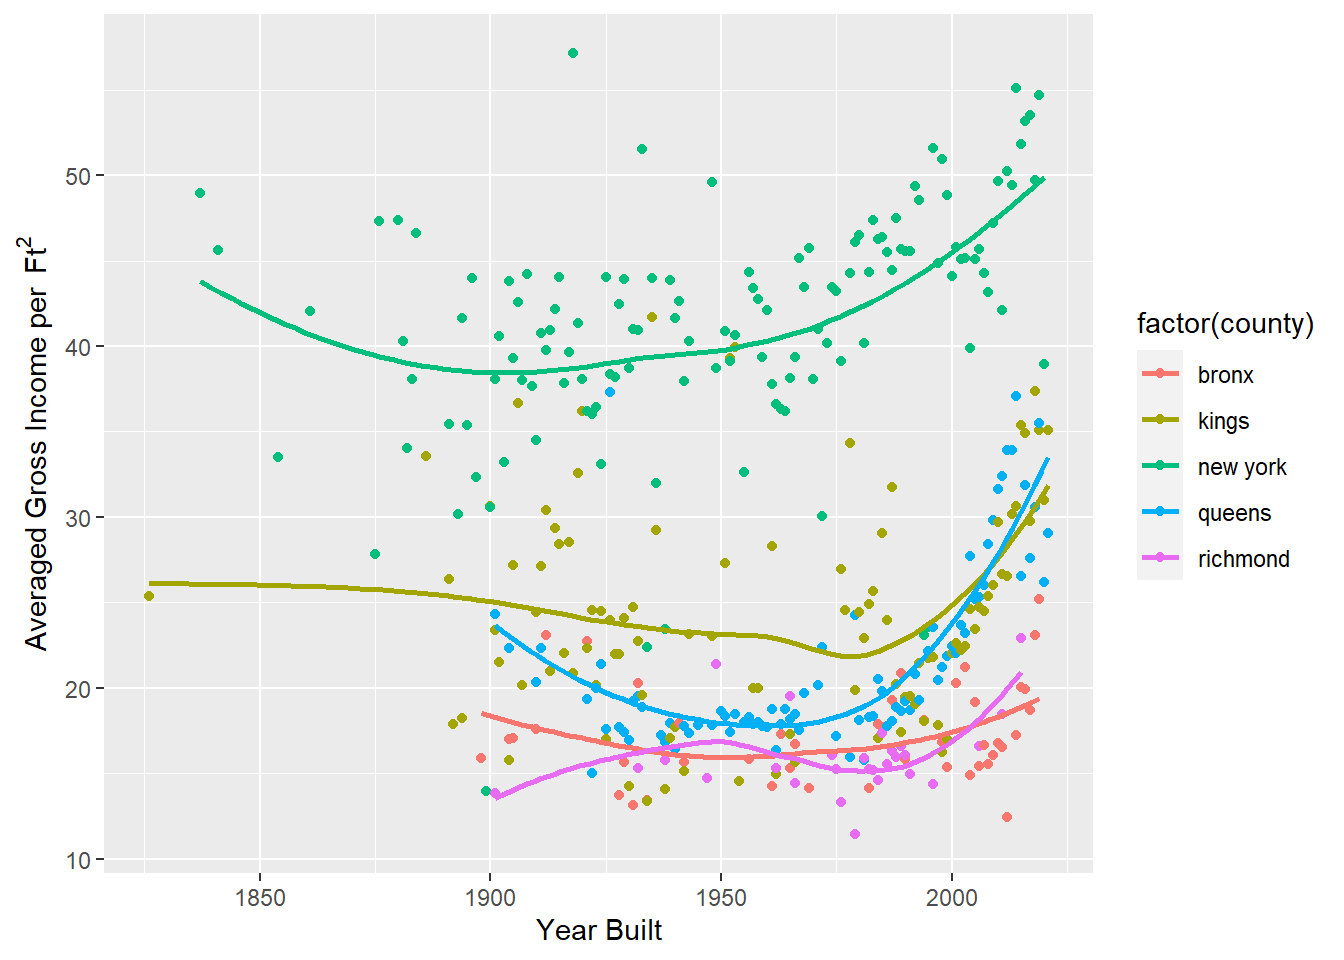 Averaged Gross Income per Ft²
50
40
30
20
10
1850 1900 1950 2000
Year Built
factor(county)
bronx
kings
new york
queens
richmond